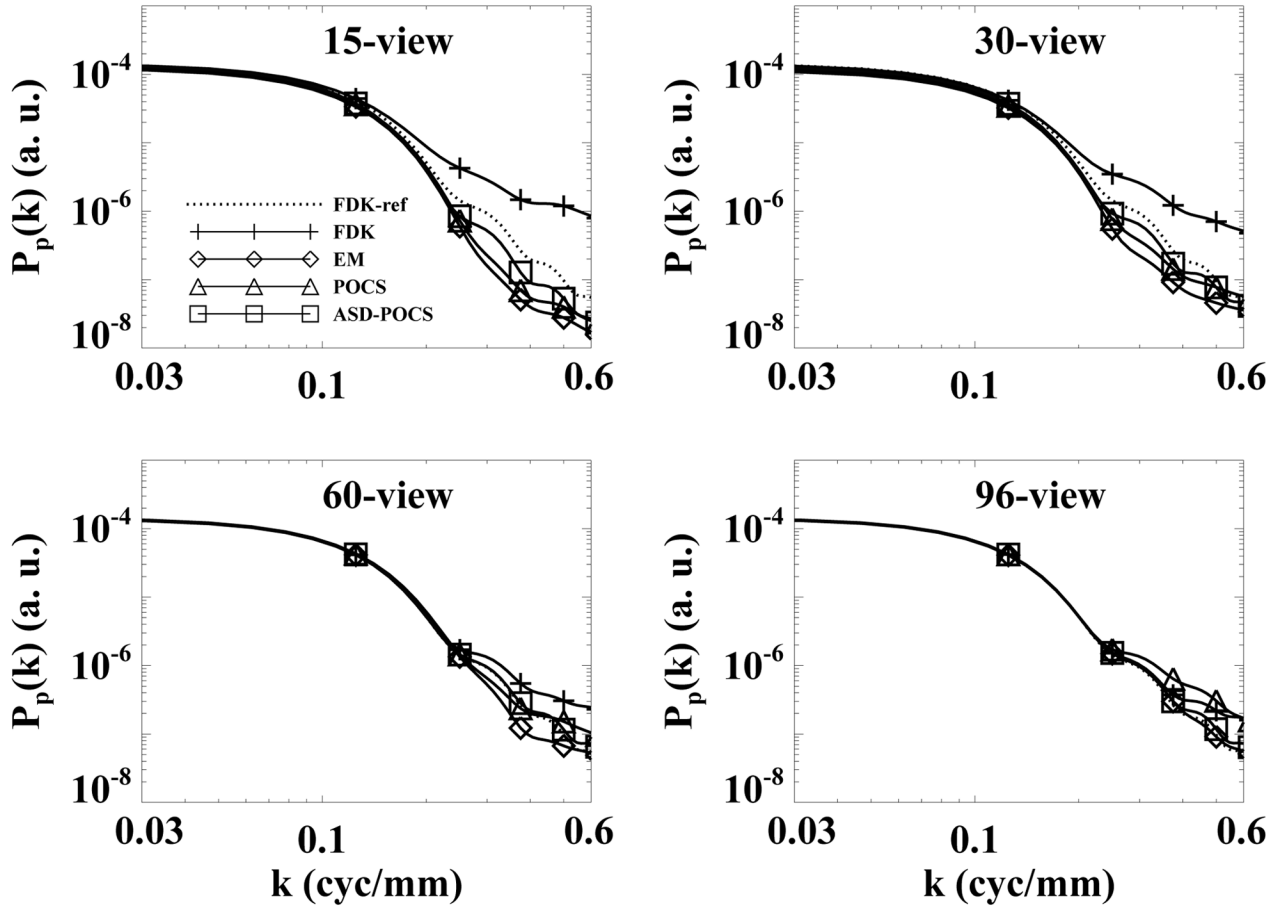 15-view
P_p(k) (a. u.)
10^-4
10^-6
10^-8
FDK-ref
FDK
EM
POCS
ASD-POCS
0.03
0.1
0.6
30-view
P_p(k) (a. u.)
10^-4
10^-6
10^-8
0.03
0.1
0.6
60-view
P_p(k) (a. u.)
10^-4
10^-6
10^-8
0.03
0.1
0.6
k (cyc/mm)
96-view
P_p(k) (a. u.)
10^-4
10^-6
10^-8
0.03
0.1
0.6
k (cyc/mm)